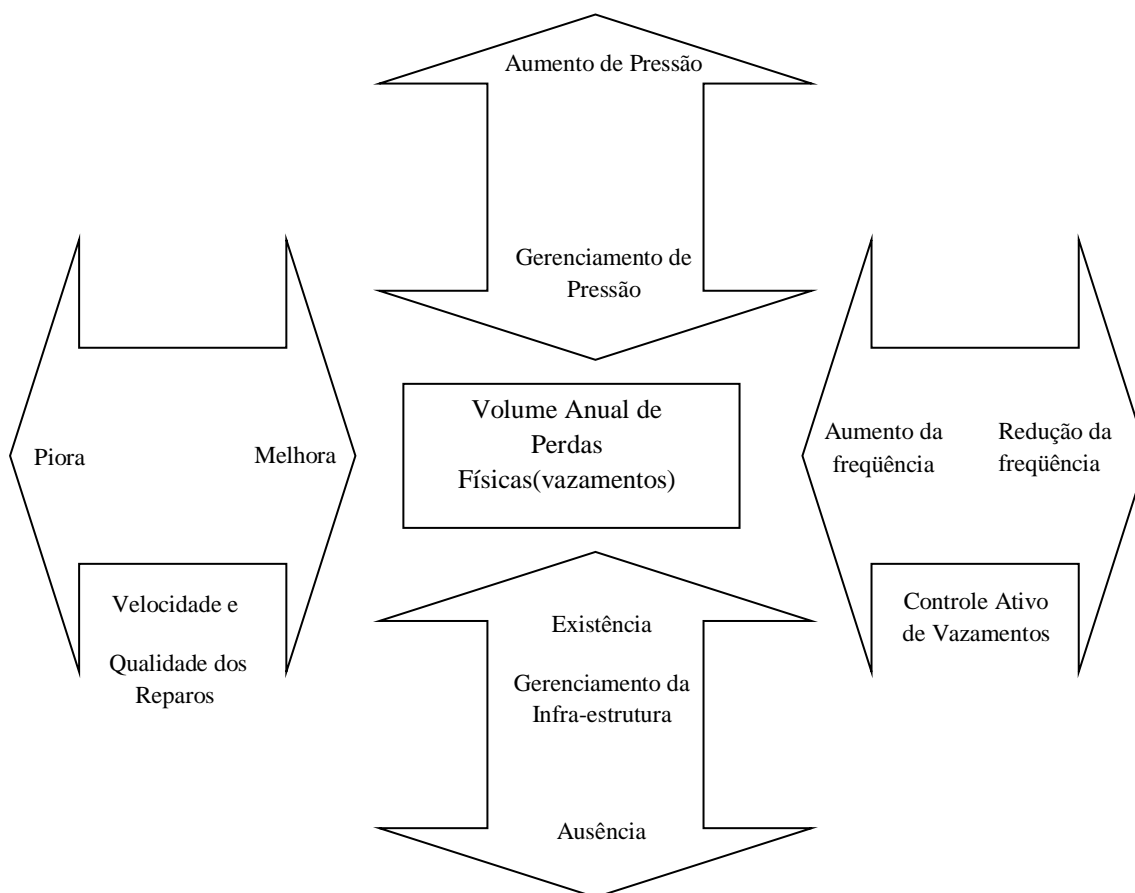 Aumento de Pressão
Gerenciamento de
Pressão
Piora
Melhora
Volume Anual de
Perdas
Físicas(vazamentos)
Aumento da
freqüência
Redução da
freqüência
Velocidade e
Qualidade dos
Reparos
Existência
Gerenciamento da
Infra-estrutura
Ausência
Controle Ativo
de Vazamentos